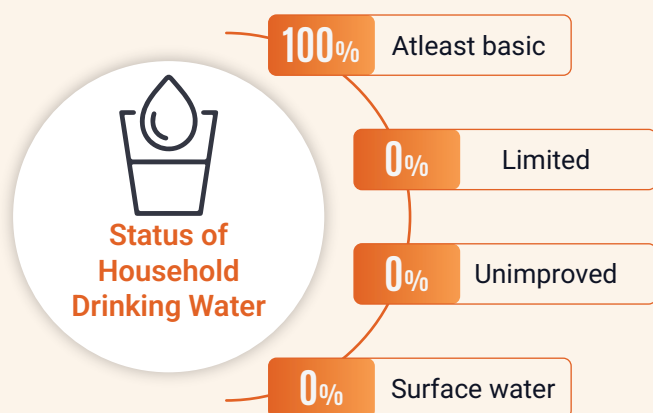 100% Atleast basic
0% Limited
Status of
Household
Drinking Water
0% Unimproved
0% Surface water